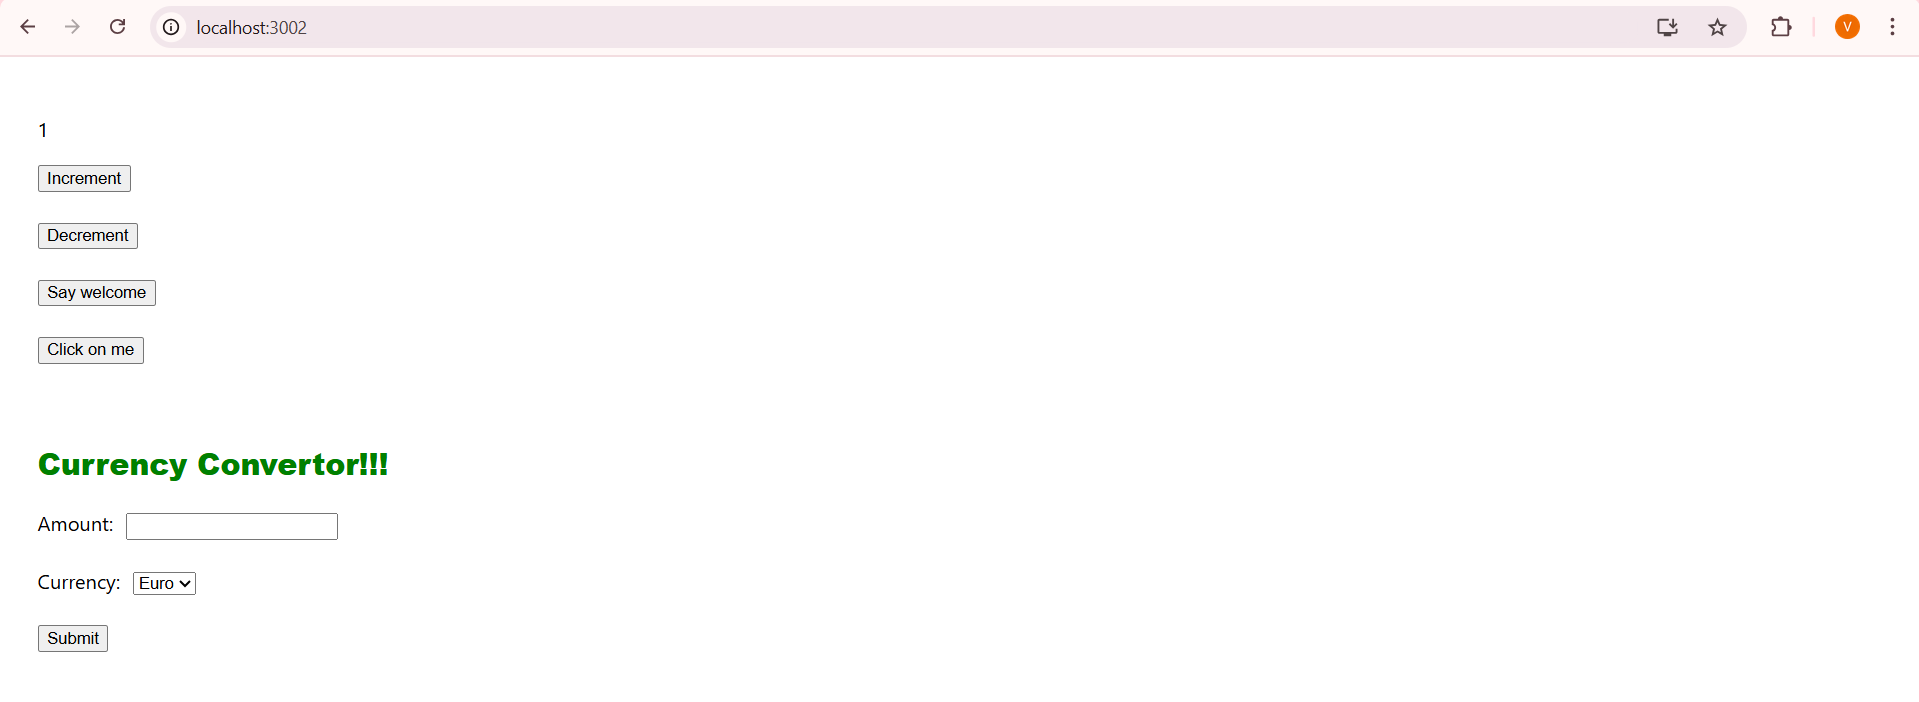 localhost:3002
V
1
Increment
Decrement
Say welcome
Click on me
Currency Convertor!!!
Amount:
Currency: Euro
Submit